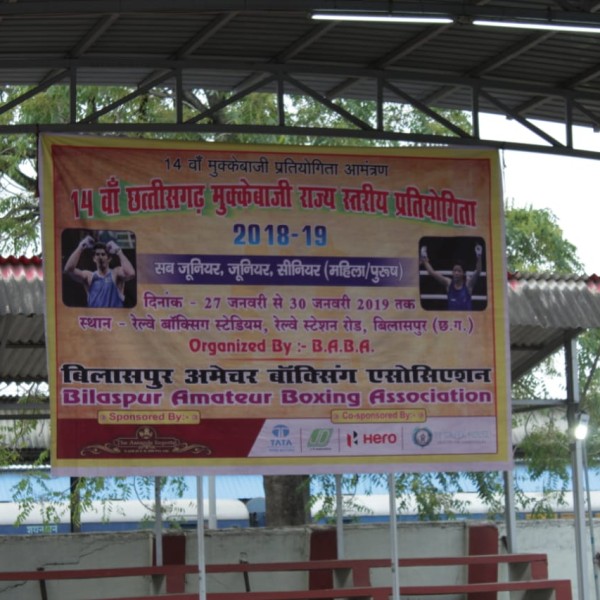 14 वाँ मुक्केबाजी प्रतियोगिता आमंत्रण
14 वाँ छत्तीसगढ़ मुक्केबाजी राज्य स्तरीय प्रतियोगिता
2018-19
सब जूनियर, जूनियर, सीनियर (महिला/पुरूष)
दिनांक - 27 जनवरी से 30 जनवरी 2019 तक
स्थान - रेल्वे बॉक्सिग स्टेडियम, रेल्वे स्टेशन रोड, बिलासपुर (छ.ग.)
Organized By :- B.A.B.A.
बिलासपुर अमेचर बॉक्सिंग एसोसिएशन
Bilaspur Amateur Boxing Association
Sponsored By:-
Co-sponsored By:-
TATA
Hero